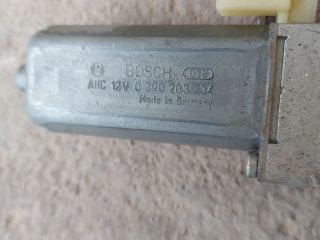 BOSCH
AHC 12V 0 390 203 234
Made in Germany